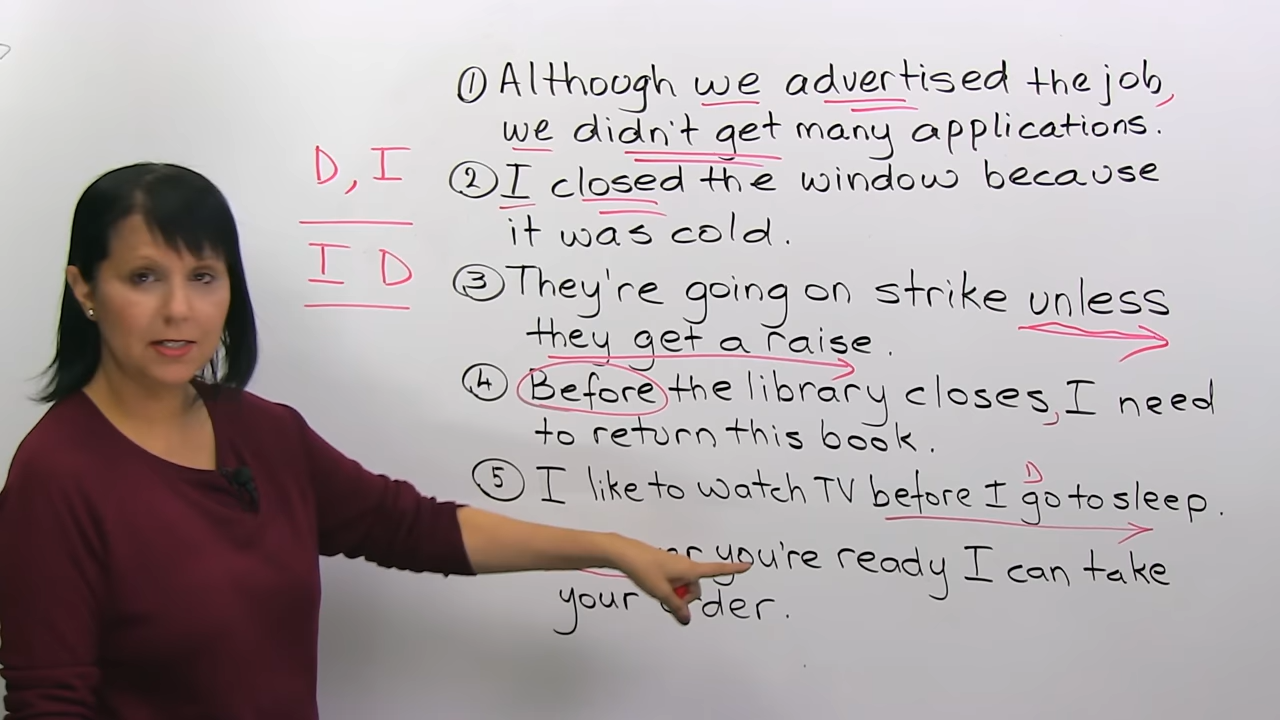 D, I
I D
① Although we advertised the job,
we didn't get many applications.
② I closed the window because
it was cold.
③ They're going on strike unless
they get a raise.
④ Before the library closes, I need
to return this book.
D
⑤ I like to watch TV before I go to sleep.
you're ready I can take
your order.